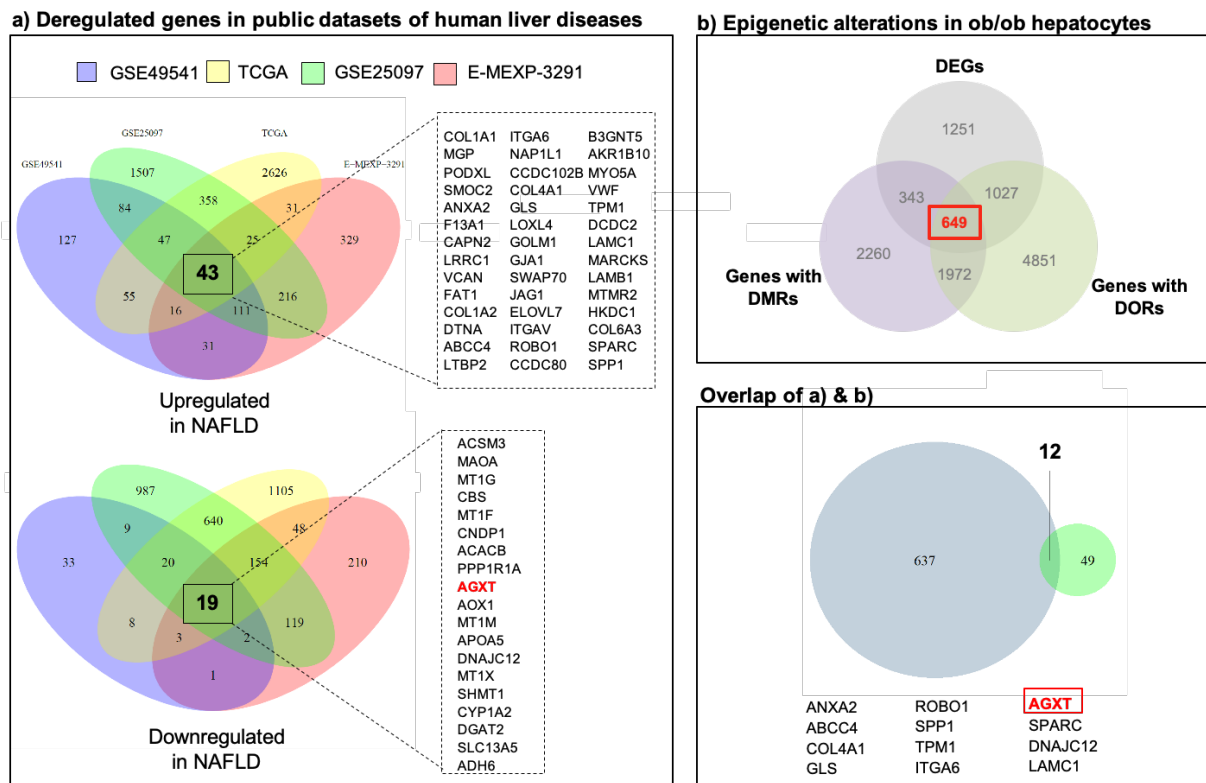 a) Deregulated genes in public datasets of human liver diseases
GSE49541 TCGA GSE25097 E-MEXP-3291
GSE25097 TCGA
GSE49541 E-MEXP-3291
1507 2626
84 358 31
127 47 25 329
43
55 216
16 111
31
Upregulated
in NAFLD
COL1A1 ITGA6 B3GNT5
MGP NAP1L1 AKR1B10
PODXL CCDC102B MYO5A
SMOC2 COL4A1 VWF
ANXA2 GLS TPM1
F13A1 LOXL4 DCDC2
CAPN2 GOLM1 LAMC1
LRRC1 GJA1 MARCKS
VCAN SWAP70 LAMB1
FAT1 JAG1 MTMR2
COL1A2 ELOVL7 HKDC1
DTNA ITGAV COL6A3
ABCC4 ROBO1 SPARC
LTBP2 CCDC80 SPP1
987 1105
9 640 48
33 20 154 210
19
8 119
3 2
1
Downregulated
in NAFLD
ACSM3
MAOA
MT1G
CBS
MT1F
CNDP1
ACACB
PPP1R1A
AGXT
AOX1
MT1M
APOA5
DNAJC12
MT1X
SHMT1
CYP1A2
DGAT2
SLC13A5
ADH6
b) Epigenetic alterations in ob/ob hepatocytes
DEGs
1251
343 1027
649
2260 1972 4851
Genes with
DMRs
Genes with
DORs
Overlap of a) & b)
12
637 49
ANXA2 ROBO1 AGXT
ABCC4 SPP1 SPARC
COL4A1 TPM1 DNAJC12
GLS ITGA6 LAMC1